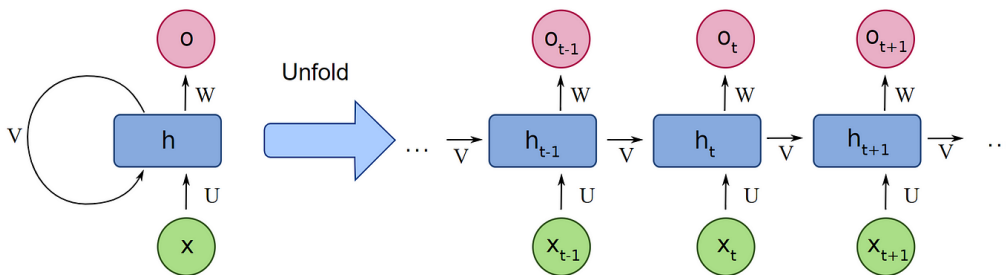 o
W
V
h
U
x
Unfold
...
V
o_{t-1}
W
h_{t-1}
V
U
x_{t-1}
o_t
W
h_t
V
U
x_t
o_{t+1}
W
h_{t+1}
V
U
x_{t+1}
..